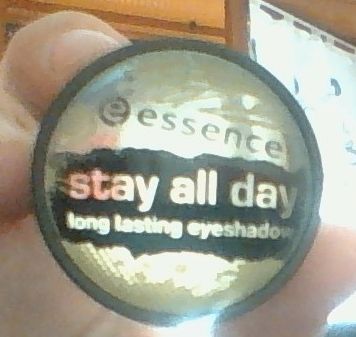 essence
stay all day
long lasting eyeshadow